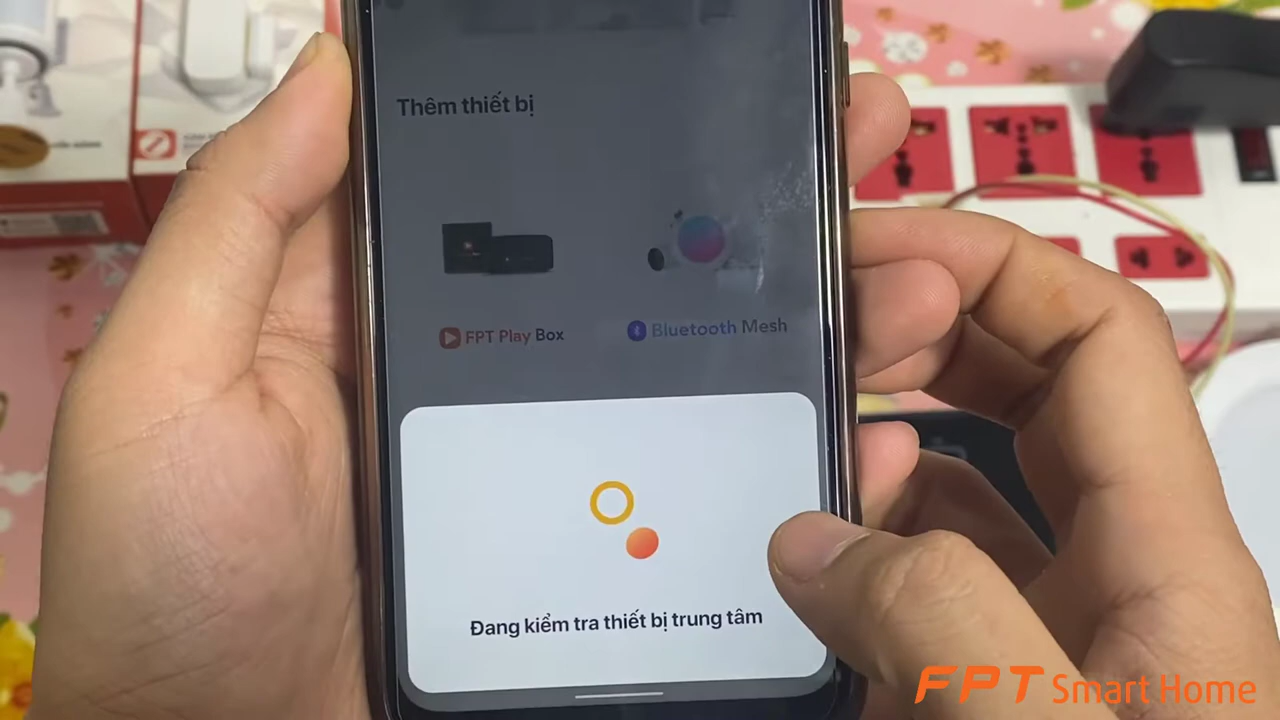 Thêm thiết bị
FPT Play Box
Bluetooth Mesh
Đang kiểm tra thiết bị trung tâm
FPT Smart Home